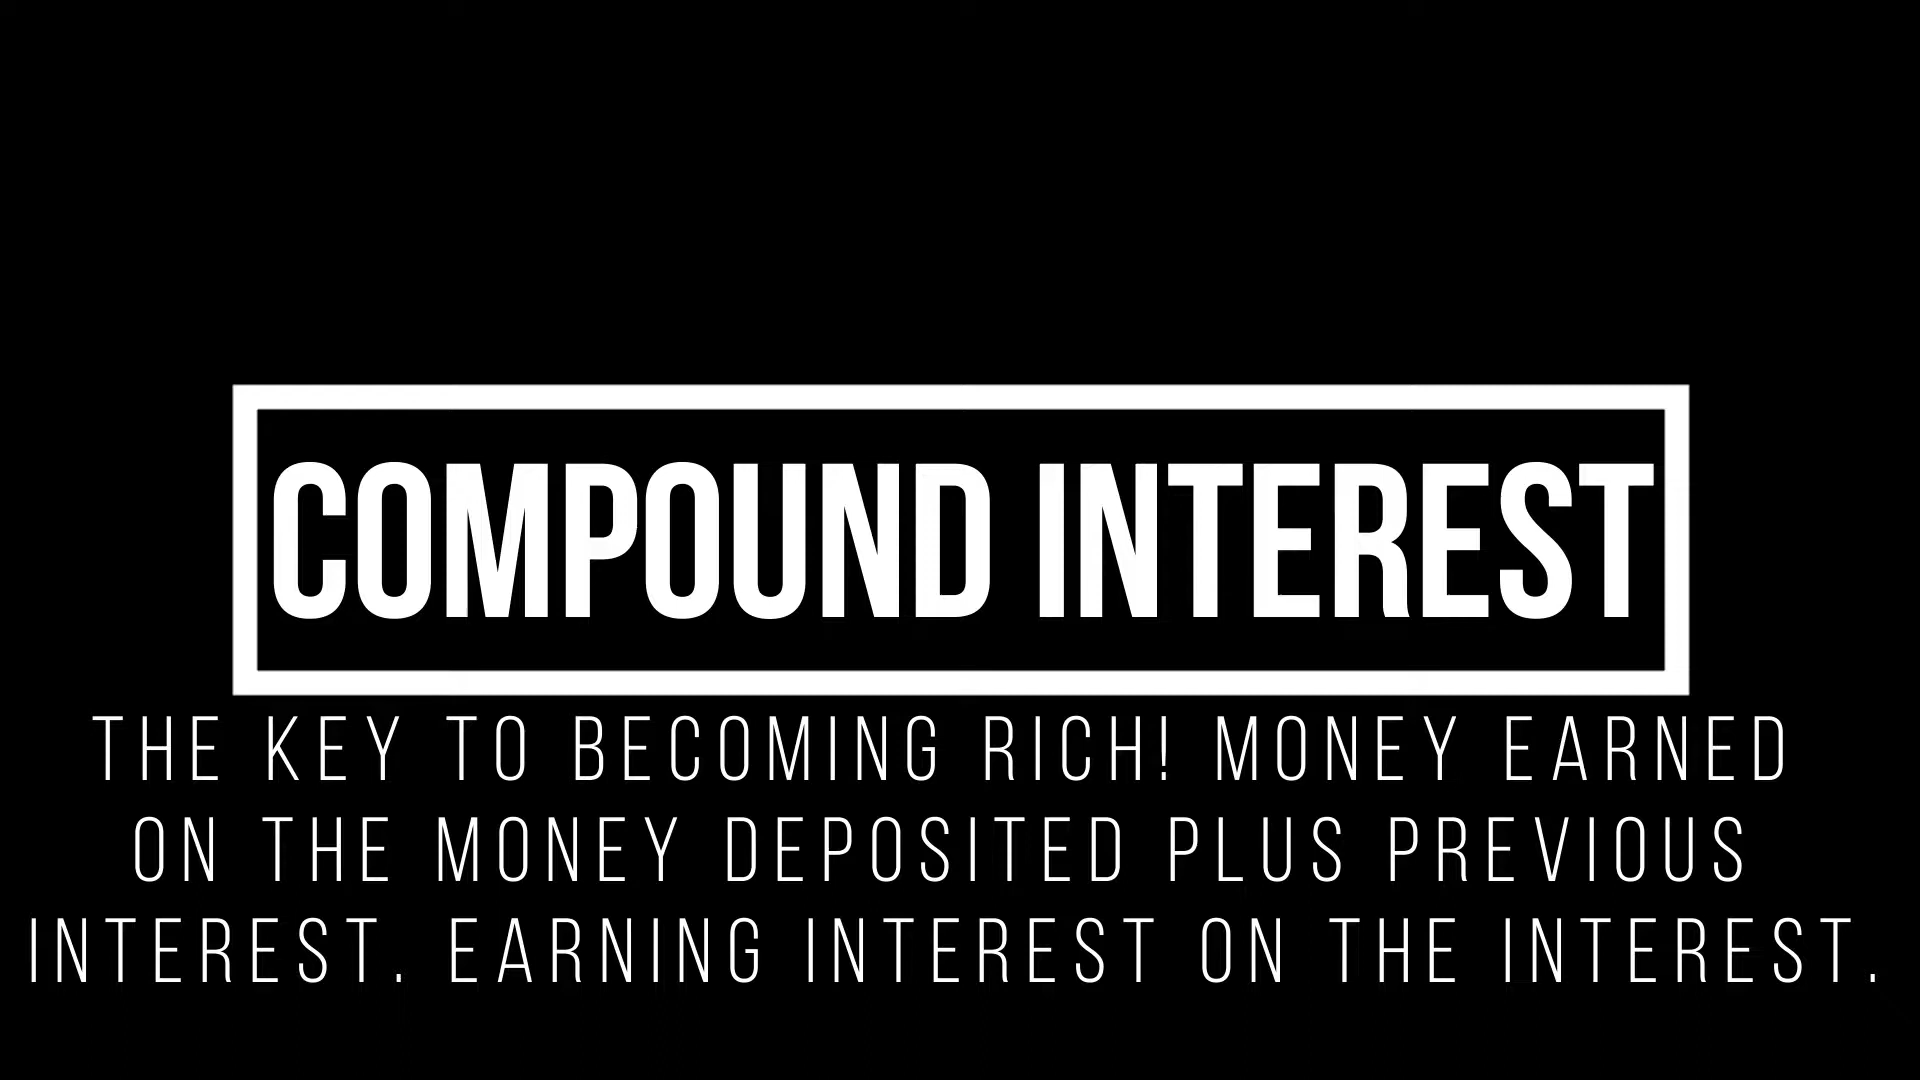 COMPOUND INTEREST
THE KEY TO BECOMING RICH! MONEY EARNED
ON THE MONEY DEPOSITED PLUS PREVIOUS
INTEREST. EARNING INTEREST ON THE INTEREST.